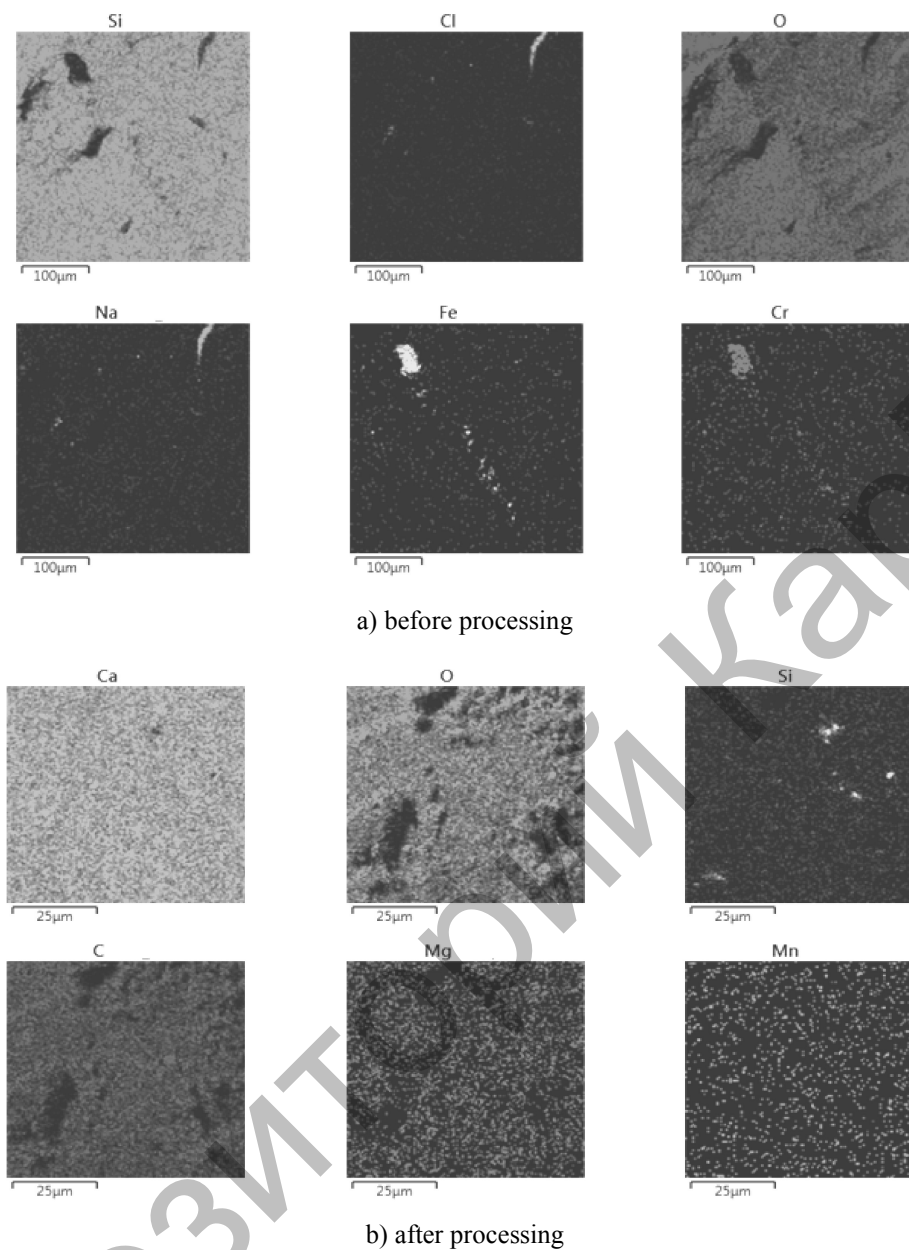 Si Cl O
100µm 100µm 100µm
Na _ Fe Cr
100µm 100µm 100µm
a) before processing
Ca O Si
25µm 25µm 25µm
C _ Mg Mn
25µm 25µm 25µm
b) after processing